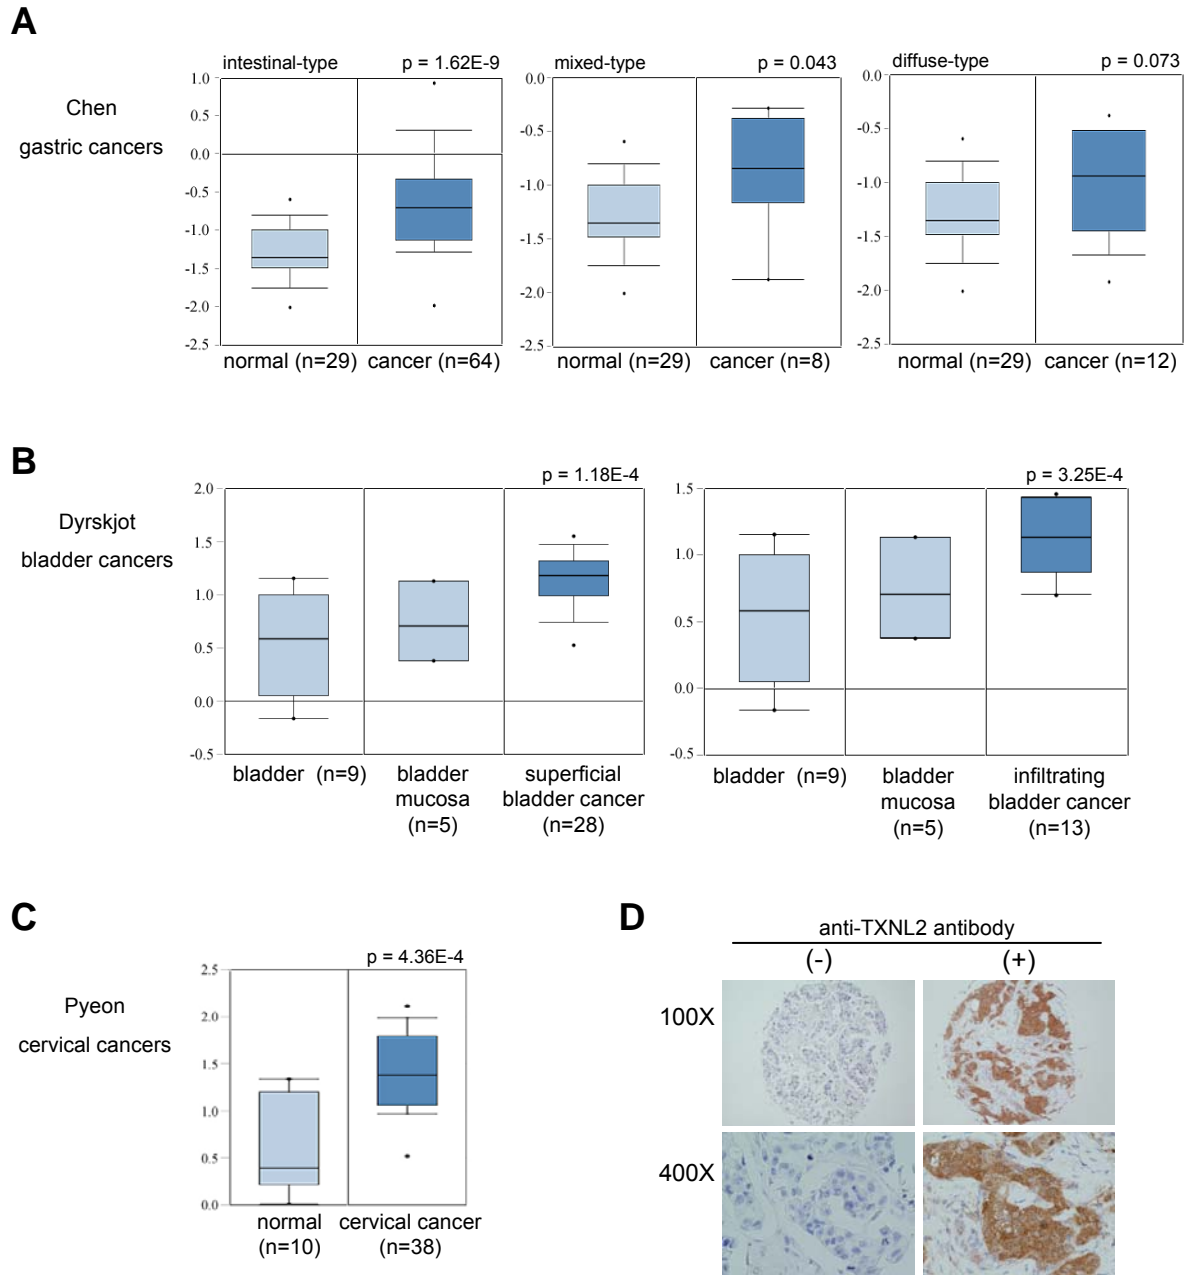 A
Chen
gastric cancers
intestinal-type
p = 1.62E-9
1.0
0.5
0.0
-0.5
-1.0
-1.5
-2.0
-2.5
normal (n=29)
cancer (n=64)
mixed-type
p = 0.043
0.0
-0.5
-1.0
-1.5
-2.0
-2.5
normal (n=29)
cancer (n=8)
diffuse-type
p = 0.073
0.0
-0.5
-1.0
-1.5
-2.0
-2.5
normal (n=29)
cancer (n=12)
B
Dyrskjot
bladder cancers
p = 1.18E-4
2.0
1.5
1.0
0.5
0.0
-0.5
bladder (n=9)
bladder
mucosa
(n=5)
superficial
bladder cancer
(n=28)
p = 3.25E-4
1.5
1.0
0.5
0.0
-0.5
bladder (n=9)
bladder
mucosa
(n=5)
infiltrating
bladder cancer
(n=13)
C
Pyeon
cervical cancers
p = 4.36E-4
2.5
2.0
1.5
1.0
0.5
0.0
normal
(n=10)
cervical cancer
(n=38)
D
anti-TXNL2 antibody
(-)
(+)
100X
400X